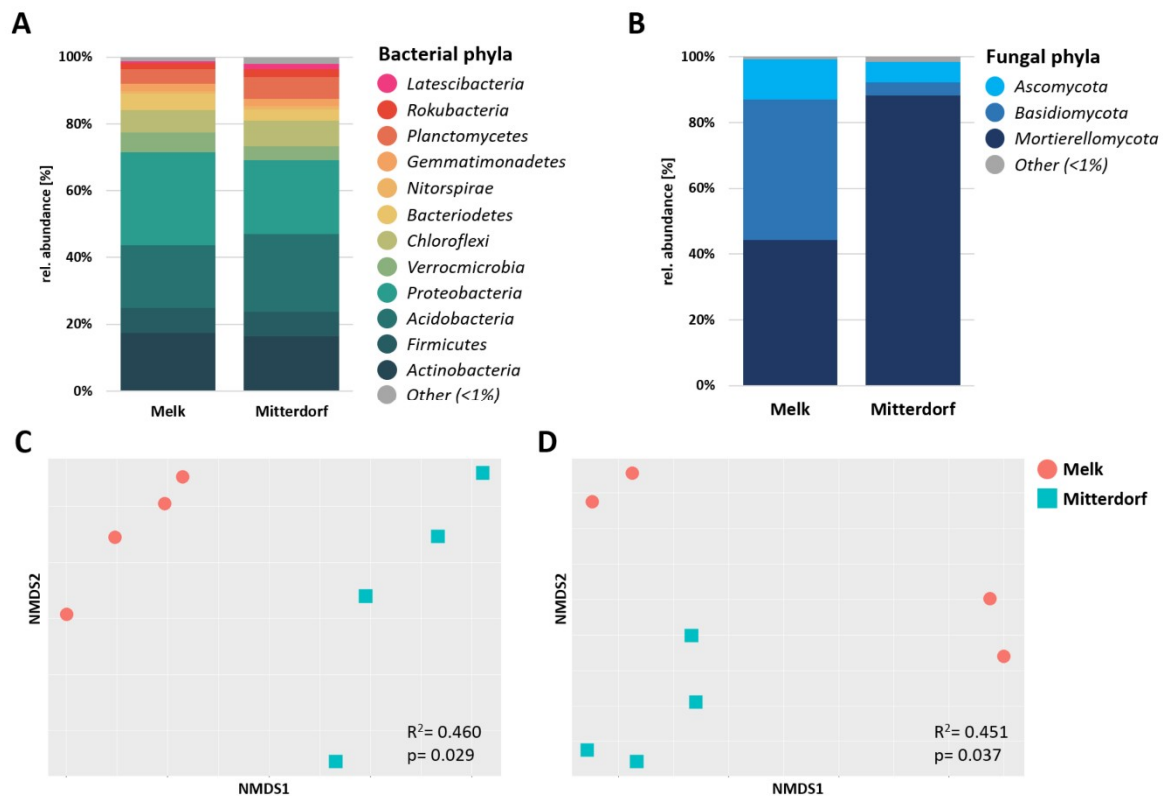 A
100%
80%
60%
40%
20%
0%
rel. abundance [%]
Melk
Mitterdorf
Bacterial phyla
Latescibacteria
Rokubacteria
Planctomycetes
Gemmatimonadetes
Nitorspirae
Bacteriodetes
Chloroflexi
Verrocmicrobia
Proteobacteria
Acidobacteria
Firmicutes
Actinobacteria
Other (<1%)
B
100%
80%
60%
40%
20%
0%
rel. abundance [%]
Melk
Mitterdorf
Fungal phyla
Ascomycota
Basidiomycota
Mortierellomycota
Other (<1%)
C
NMDS2
R²= 0.460
p= 0.029
NMDS1
D
NMDS2
R²= 0.451
p= 0.037
NMDS1
Melk
Mitterdorf